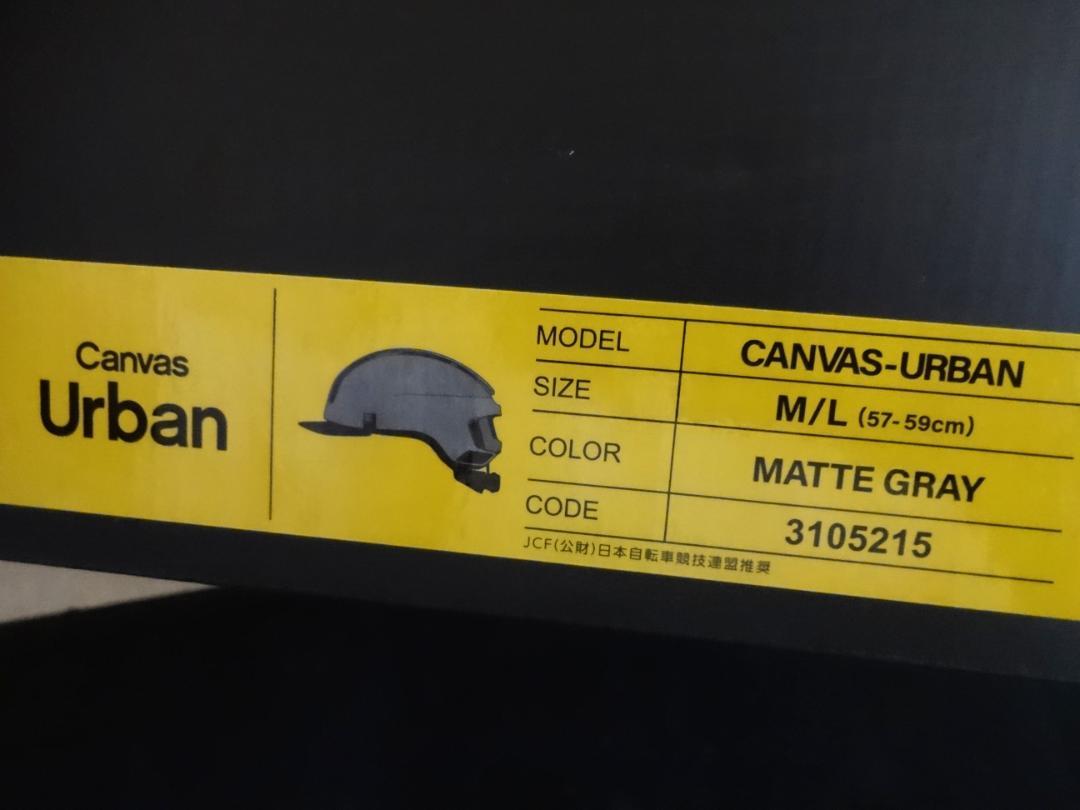 Canvas
Urban
MODEL CANVAS-URBAN
SIZE M/L (57-59cm)
COLOR MATTE GRAY
CODE 3105215
JCF(公財)日本自転車競技連盟推奨